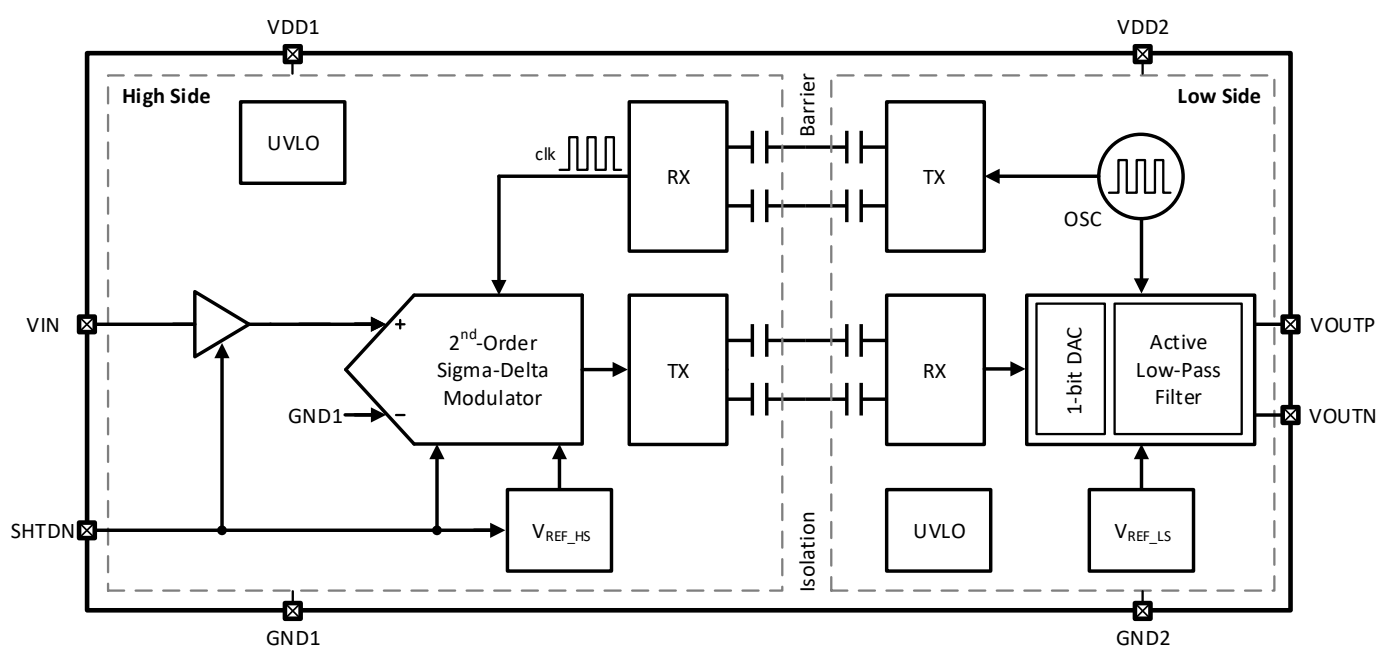 VDD1
VDD2
High Side
Low Side
Barrier
UVLO
clk
RX
TX
OSC
VIN
+
2nd-Order
Sigma-Delta
Modulator
TX
RX
1-bit DAC
Active
Low-Pass
Filter
VOUTP
GND1
−
VOUTN
SHTDN
VREF_HS
Isolation
UVLO
VREF_LS
GND1
GND2